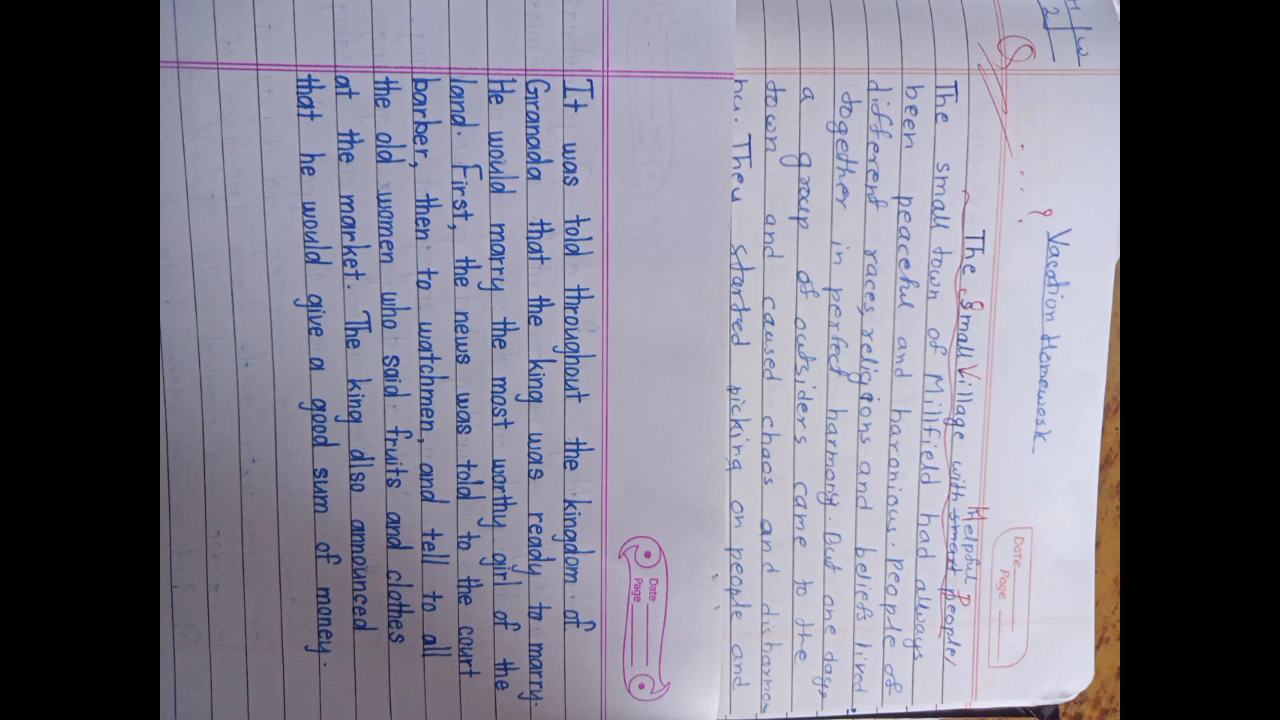 H/W
2
Vacation Homework
The Small Village with smart people/
Helpful P
Date
Page
The small town of Millfield had always
been peaceful and haronious. people of
different races, religions and beliefs lived
together in perfect harmony. But one day,
a group of outsiders came to the
town and caused chaos and disharmon
They started picking on people and
Date
Page
It was told throughout the kingdom of
Granada that the king was ready to marry.
He would marry the most worthy girl of the
land. First, the news was told to the court
barber, then to watchmen, and tell to all
the old women who said fruits and clothes
at the market. The king also announced
that he would give a good sum of money.